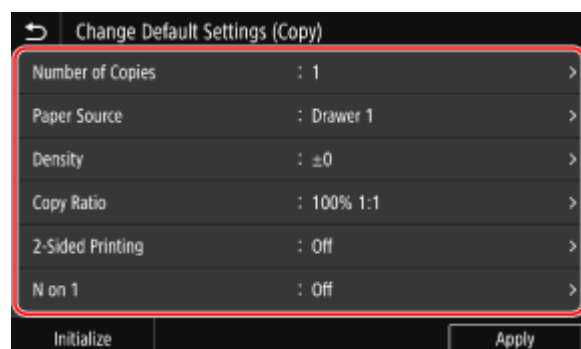 Change Default Settings (Copy)
Number of Copies : 1
Paper Source : Drawer 1
Density : ±0
Copy Ratio : 100% 1:1
2-Sided Printing : Off
N on 1 : Off
Initialize Apply